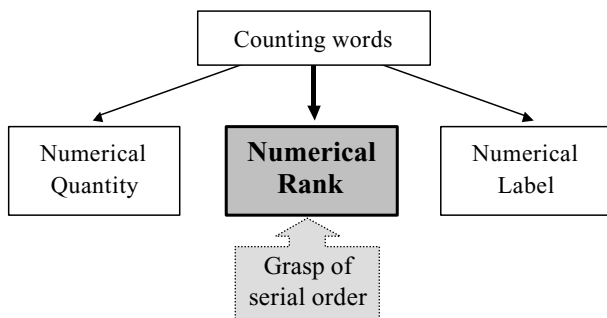 Counting words
Numerical
Quantity
Numerical
Rank
Numerical
Label
Grasp of
serial order